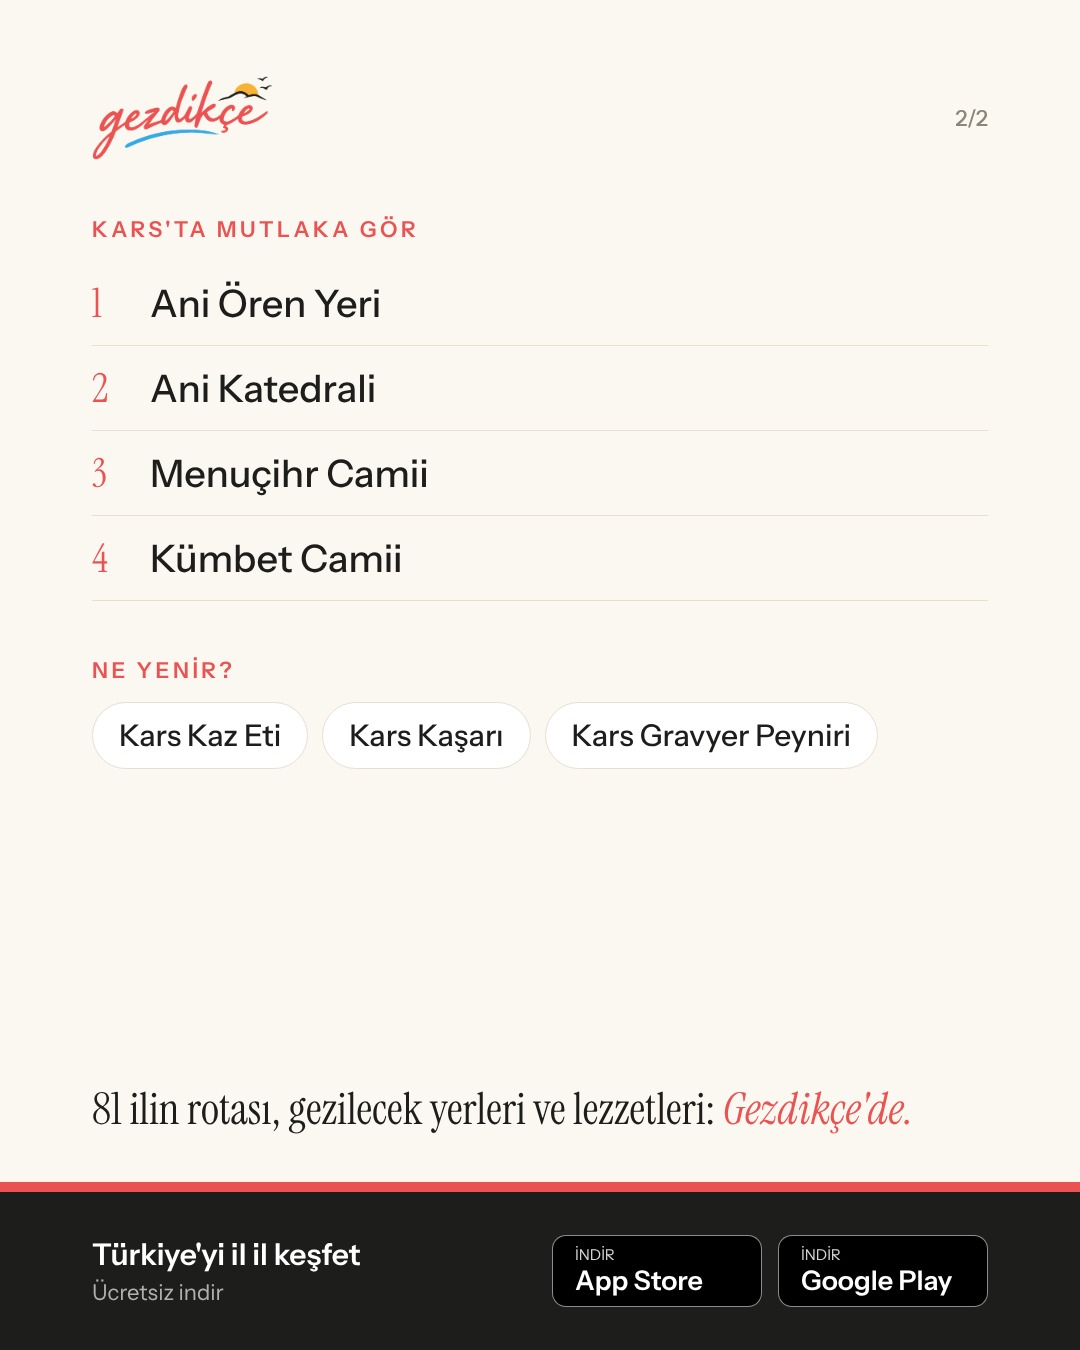 gezdikçe
2/2
KARS'TA MUTLAKA GÖR
1 Ani Ören Yeri
2 Ani Katedrali
3 Menuçihr Camii
4 Kümbet Camii
NE YENİR?
Kars Kaz Eti Kars Kaşarı Kars Gravyer Peyniri
81 ilin rotası, gezilecek yerleri ve lezzetleri: Gezdikçe'de.
Türkiye'yi il il keşfet
Ücretsiz indir
İNDİR
App Store
İNDİR
Google Play